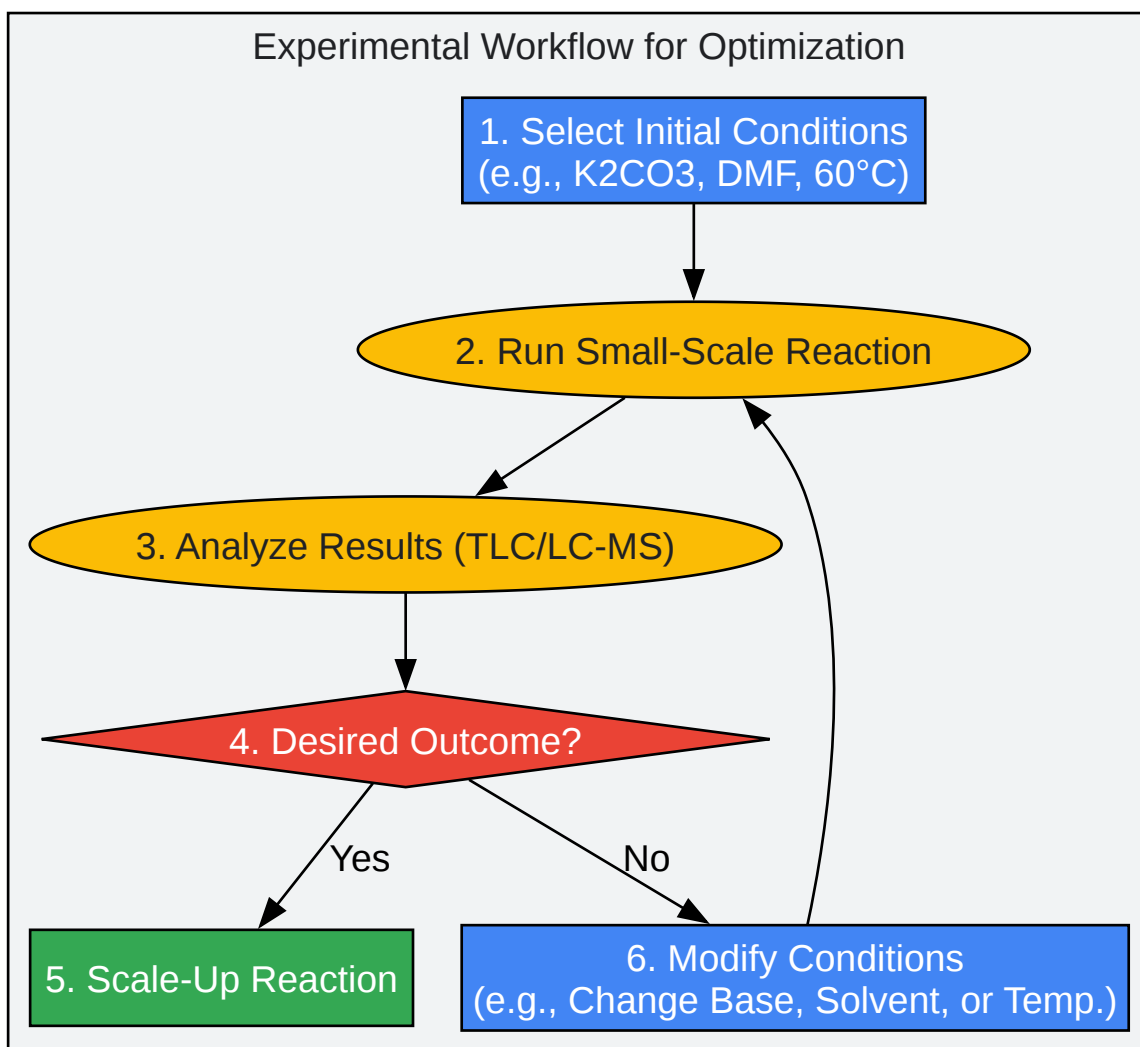 Experimental Workflow for Optimization
1. Select Initial Conditions
(e.g., K2CO3, DMF, 60°C)
2. Run Small-Scale Reaction
3. Analyze Results (TLC/LC-MS)
4. Desired Outcome?
Yes
No
5. Scale-Up Reaction
6. Modify Conditions
(e.g., Change Base, Solvent, or Temp.)